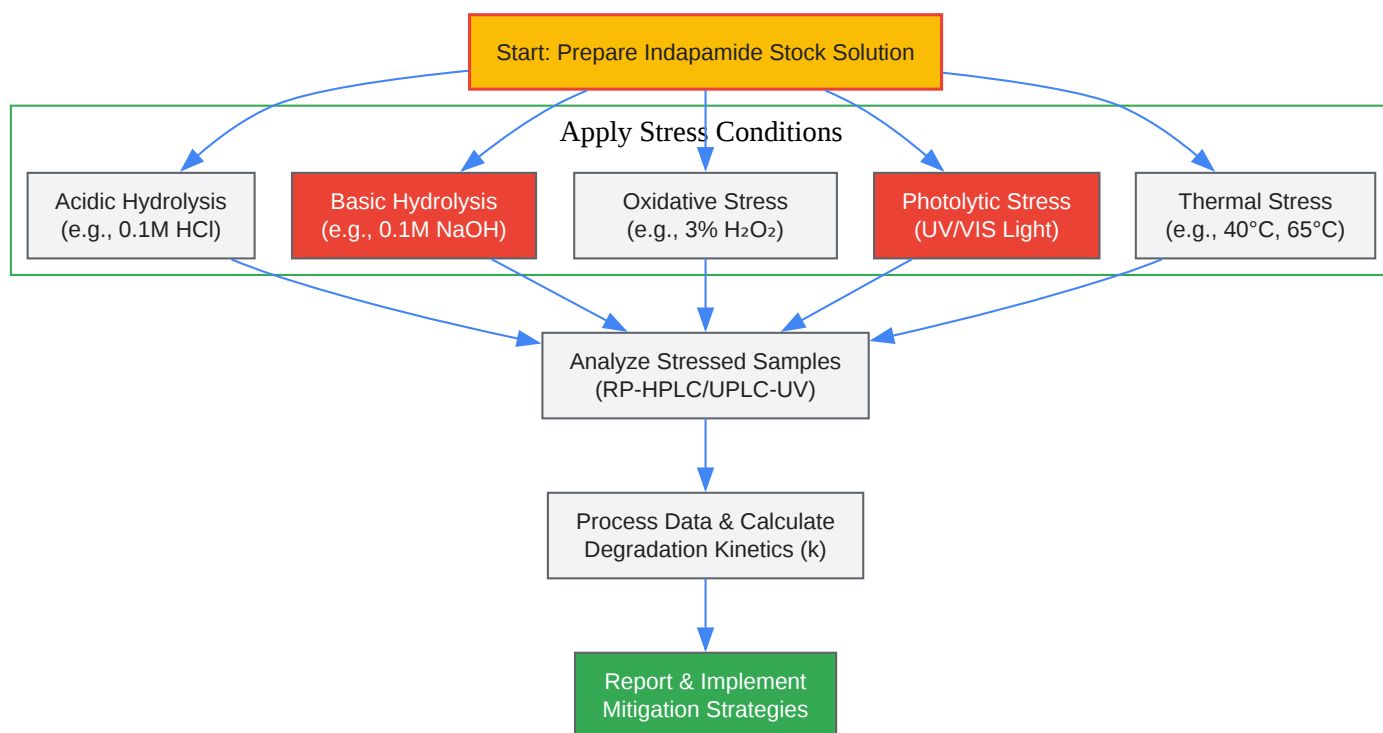 Start: Prepare Indapamide Stock Solution
Apply Stress Conditions
Acidic Hydrolysis
(e.g., 0.1M HCl)
Basic Hydrolysis
(e.g., 0.1M NaOH)
Oxidative Stress
(e.g., 3% H₂O₂)
Photolytic Stress
(UV/VIS Light)
Thermal Stress
(e.g., 40°C, 65°C)
Analyze Stressed Samples
(RP-HPLC/UPLC-UV)
Process Data & Calculate
Degradation Kinetics (k)
Report & Implement
Mitigation Strategies